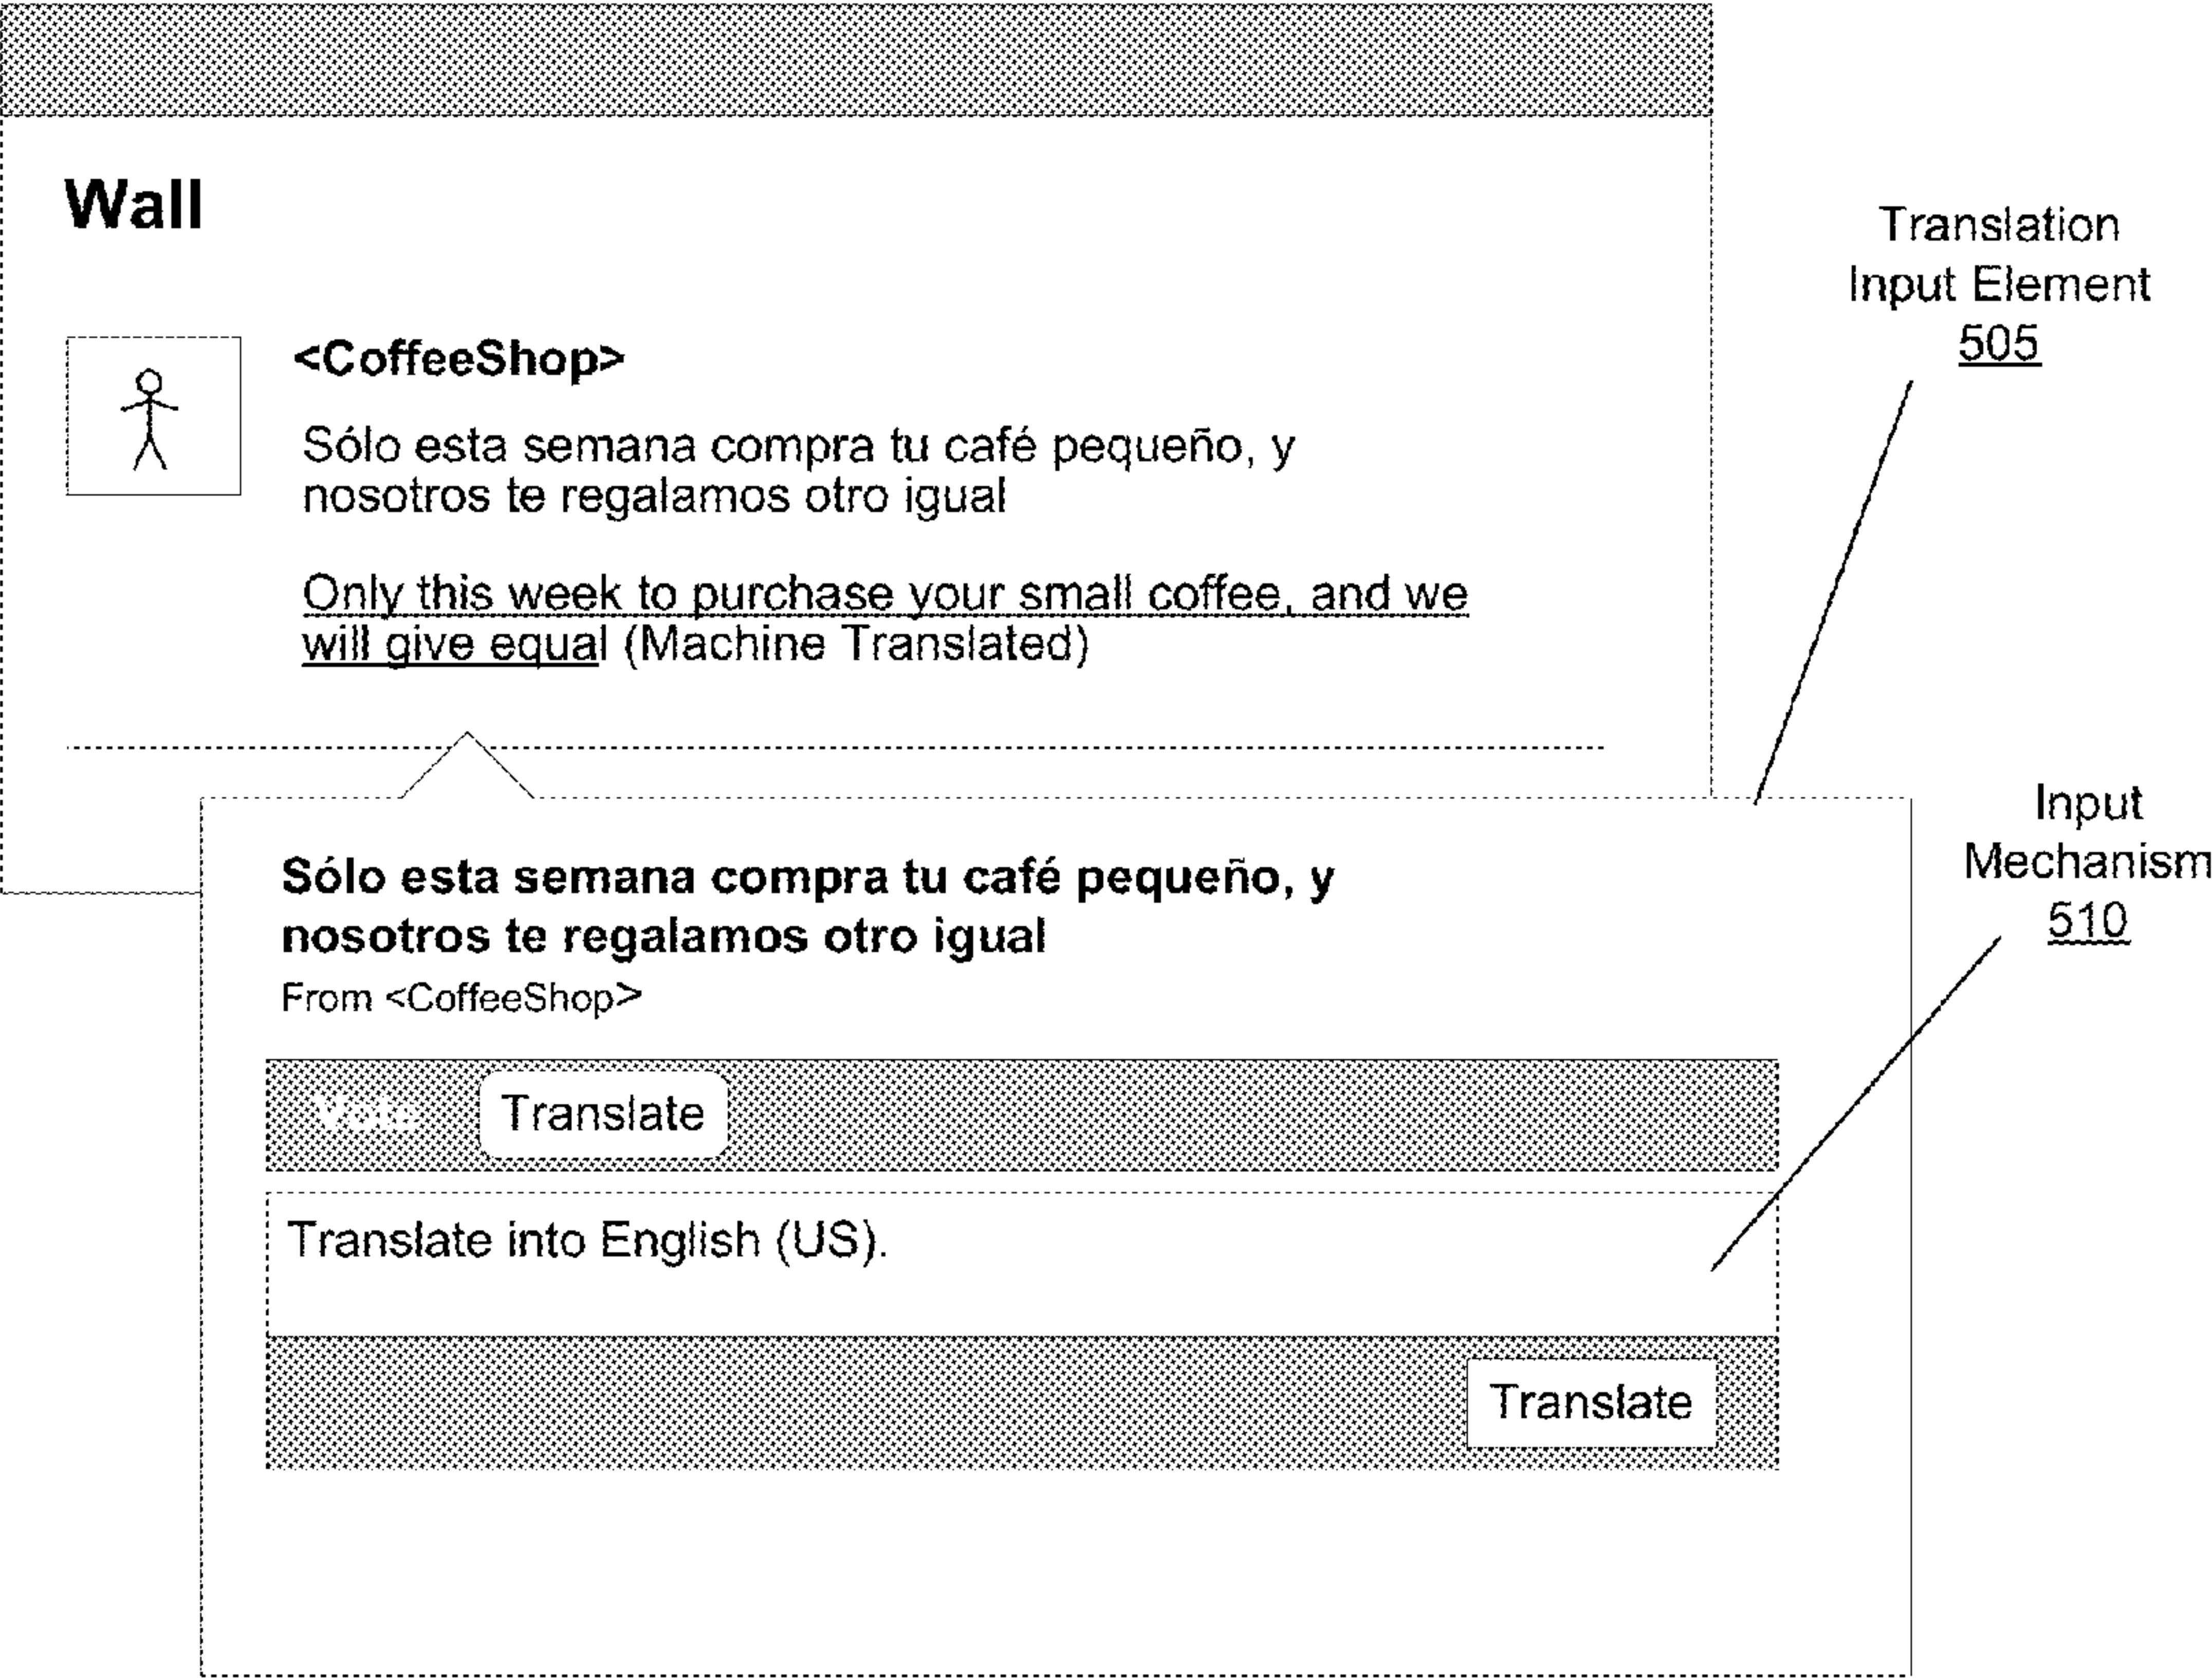 Wall
<CoffeeShop>
Sólo esta semana compra tu café pequeño, y
nosotros te regalamos otro igual
Only this week to purchase your small coffee, and we
will give equal (Machine Translated)
Translation
Input Element
505
Input
Mechanism
510
Sólo esta semana compra tu café pequeño, y
nosotros te regalamos otro igual
From <CoffeeShop>
Vote Translate
Translate into English (US).
Translate